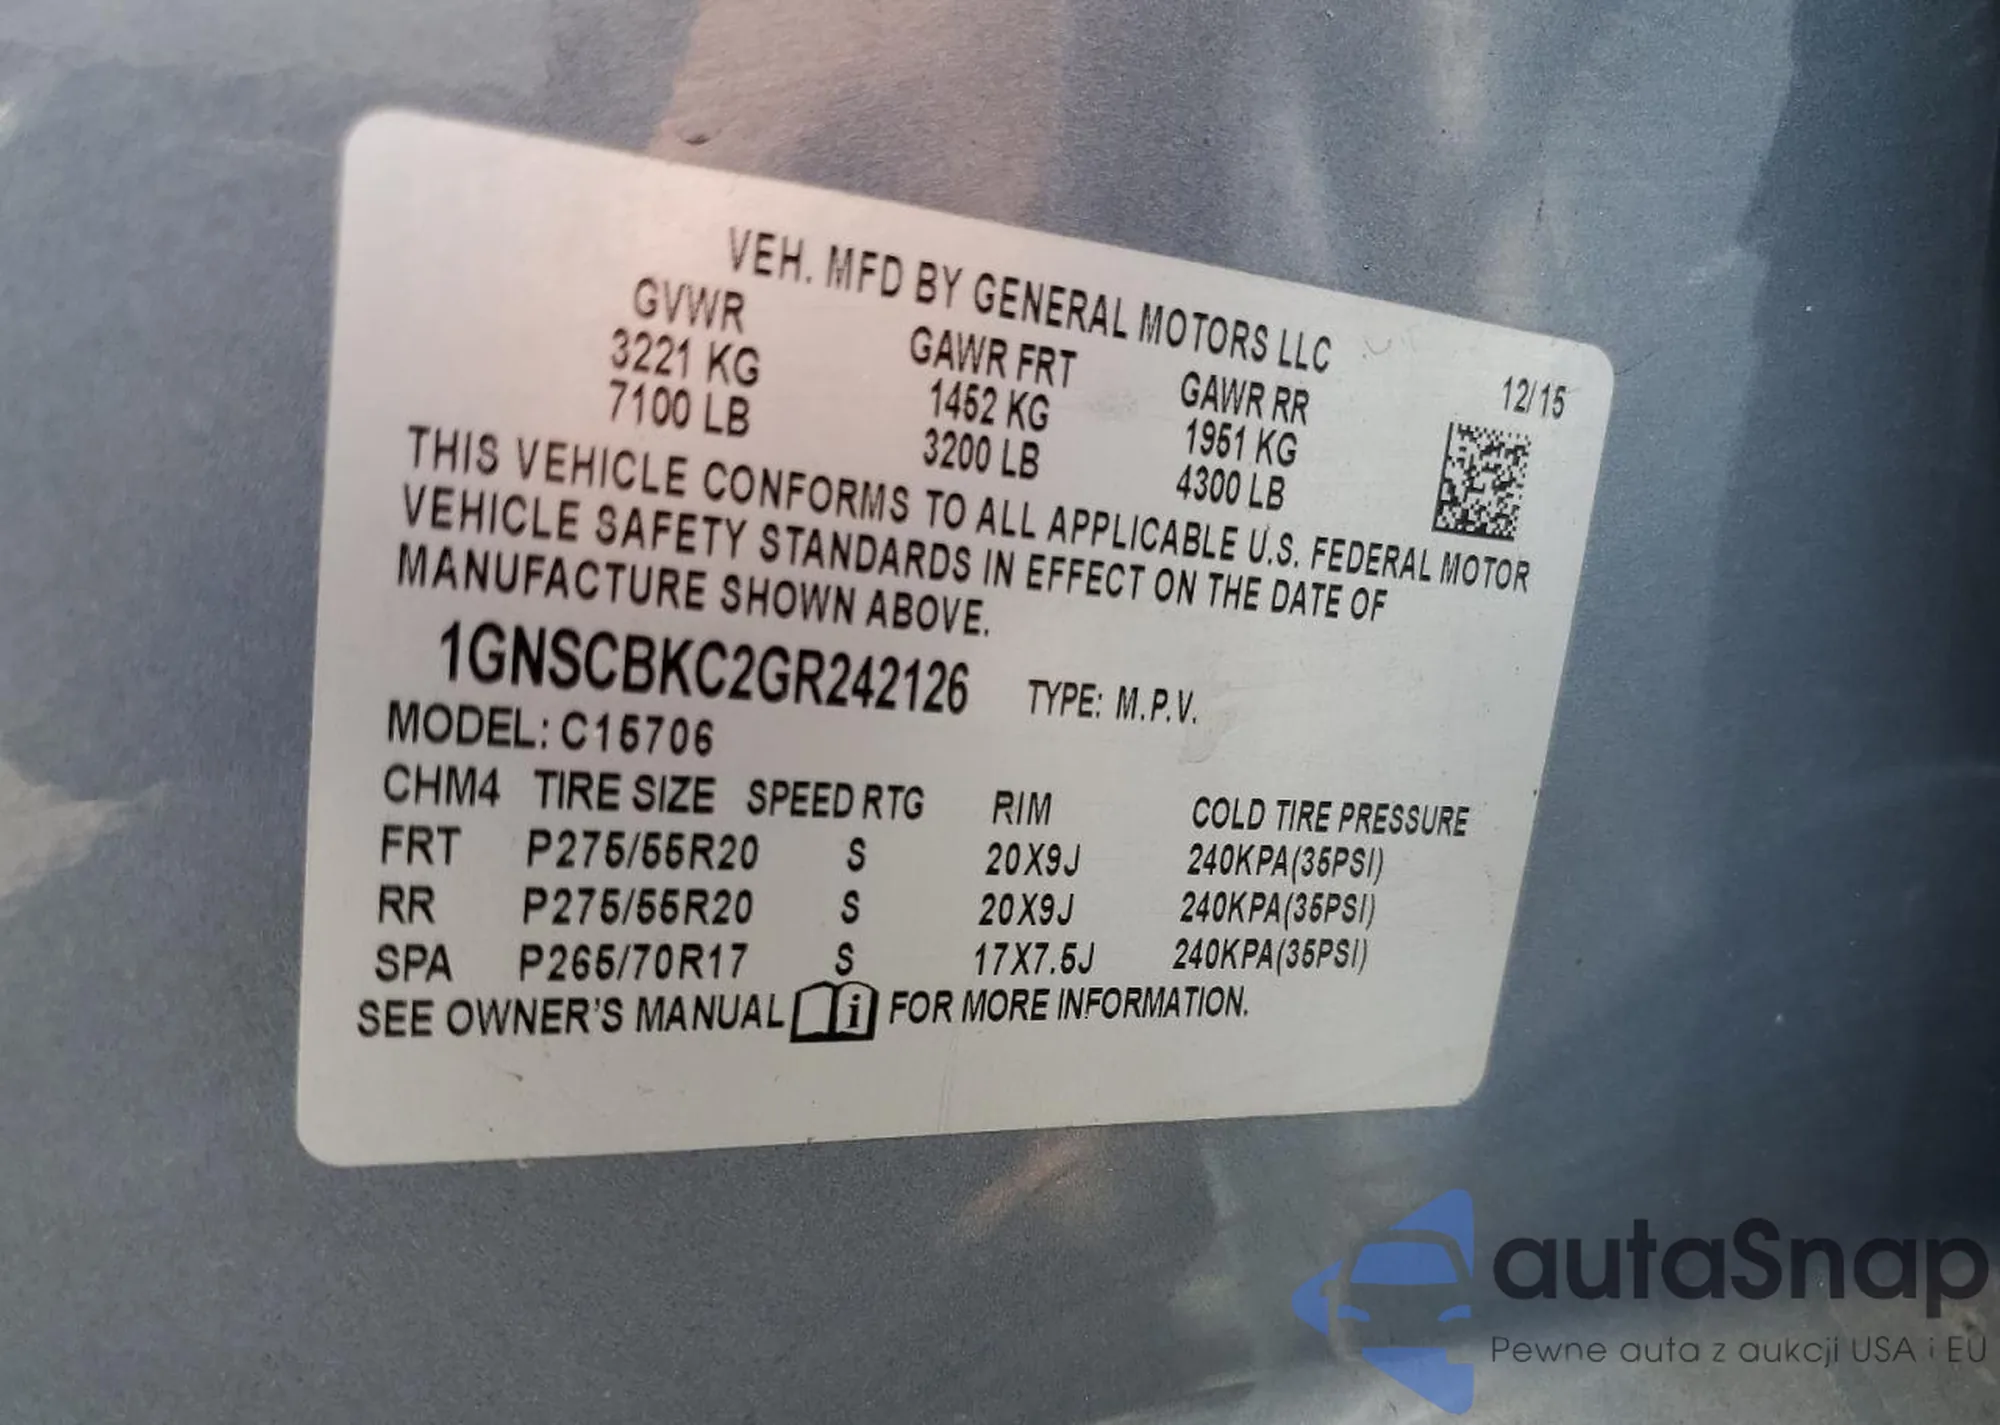 VEH. MFD BY GENERAL MOTORS LLC
GVWR GAWR FRT GAWR RR 12/15
3221 KG 1452 KG 1951 KG
7100 LB 3200 LB 4300 LB
THIS VEHICLE CONFORMS TO ALL APPLICABLE U.S. FEDERAL MOTOR
VEHICLE SAFETY STANDARDS IN EFFECT ON THE DATE OF
MANUFACTURE SHOWN ABOVE.
1GNSCBKC2GR242126 TYPE: M.P.V.
MODEL: C15706
CHM4 TIRE SIZE SPEED RTG RIM COLD TIRE PRESSURE
FRT P275/55R20 S 20X9J 240KPA(35PSI)
RR P275/55R20 S 20X9J 240KPA(35PSI)
SPA P265/70R17 S 17X7.5J 240KPA(35PSI)
SEE OWNER'S MANUAL i FOR MORE INFORMATION.
autaSnap
Pewne auta z aukcji USA i EU